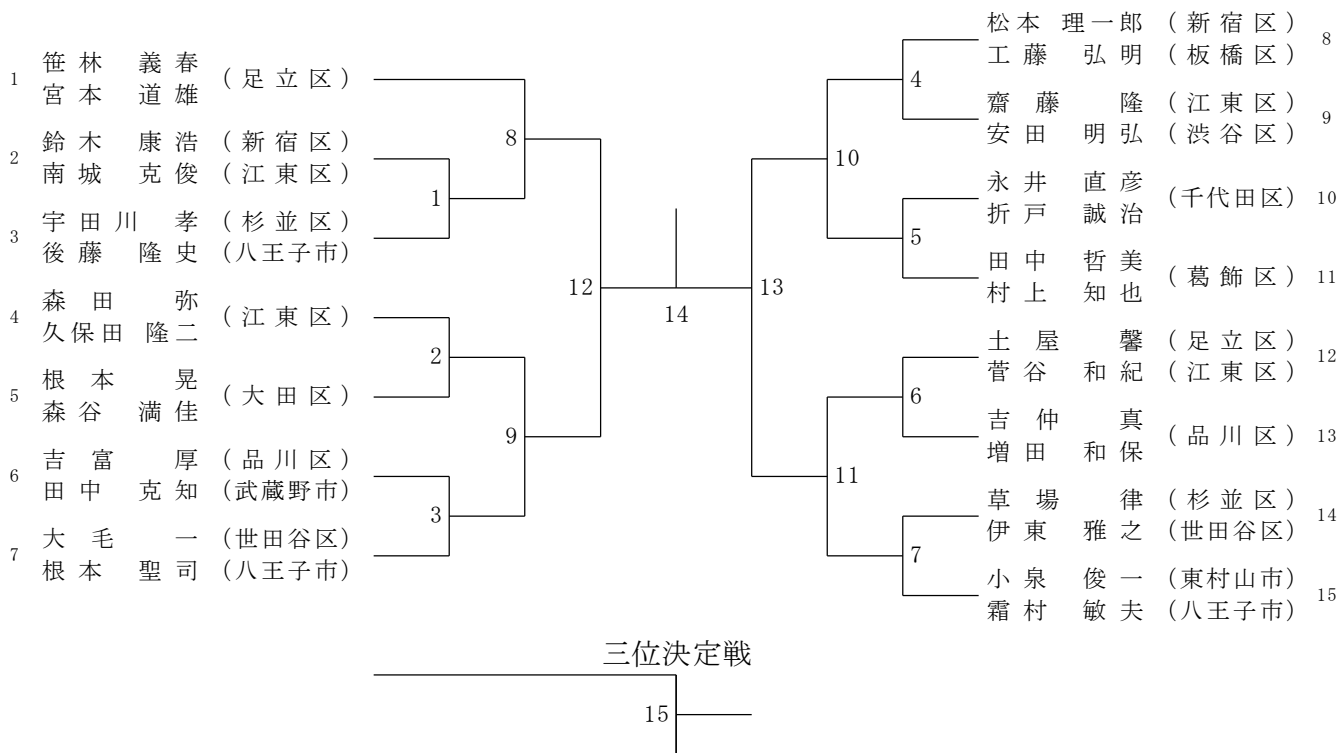 1 笹林 義春 (足立区)
宮本 道雄
2 鈴木 康浩 (新宿区)
南城 克俊 (江東区)
3 宇田川 孝 (杉並区)
後藤 隆史 (八王子市)
4 森田 弥 (江東区)
久保田 隆二
5 根本 晃 (大田区)
森谷 満佳
6 吉富 厚 (品川区)
田中 克知 (武蔵野市)
7 大毛 一 (世田谷区)
根本 聖司 (八王子市)
8
1
12
2
9
3
14
13
10
4
5
11
6
7
松本 理一郎 (新宿区) 8
工藤 弘明 (板橋区)
齋藤 隆 (江東区) 9
安田 明弘 (渋谷区)
永井 直彦 (千代田区) 10
折戸 誠治
田中 哲美 (葛飾区) 11
村上 知也
土屋 馨 (足立区) 12
菅谷 和紀 (江東区)
吉仲 真 (品川区) 13
増田 和保
草場 律 (杉並区) 14
伊東 雅之 (世田谷区)
小泉 俊一 (東村山市) 15
霜村 敏夫 (八王子市)
三位決定戦
15